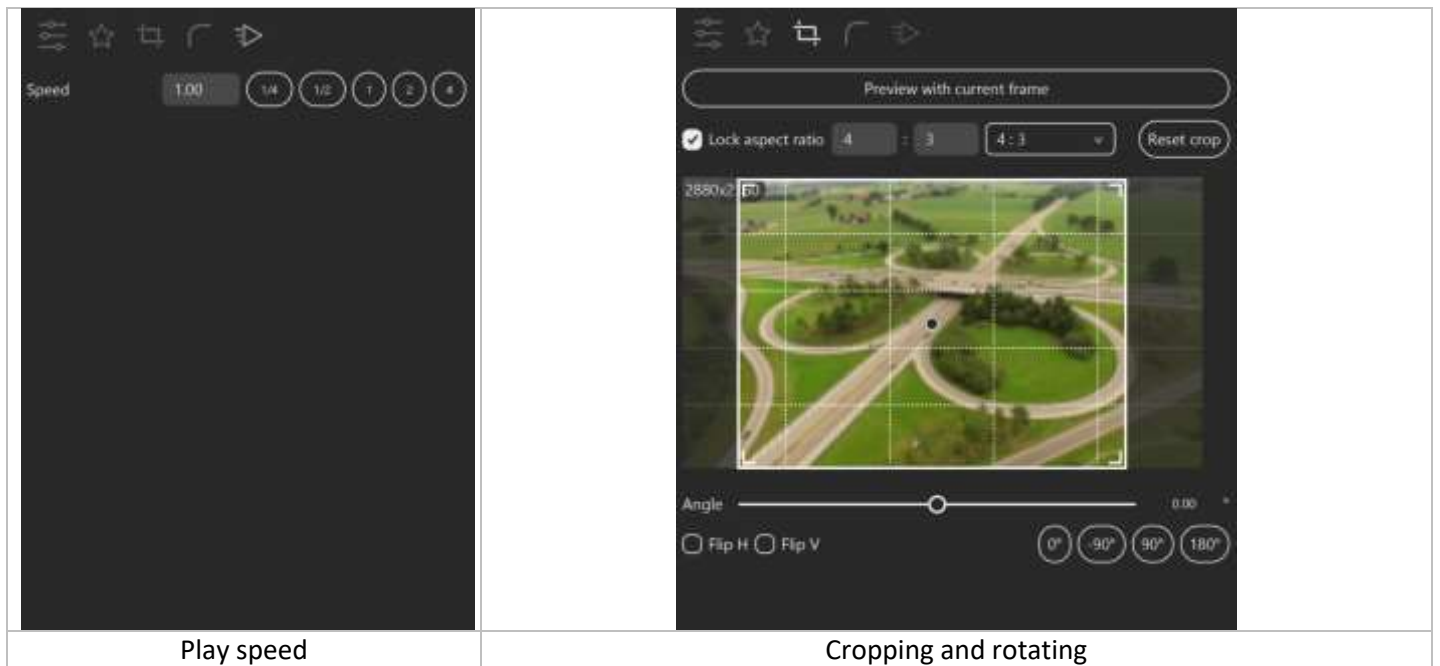 Speed 1.00 1/4 1/2 1 2 4
Play speed
Preview with current frame
Lock aspect ratio 4 : 3 4 : 3 Reset crop
Angle 0.00 °
Flip H Flip V 0° -90° 90° 180°
Cropping and rotating